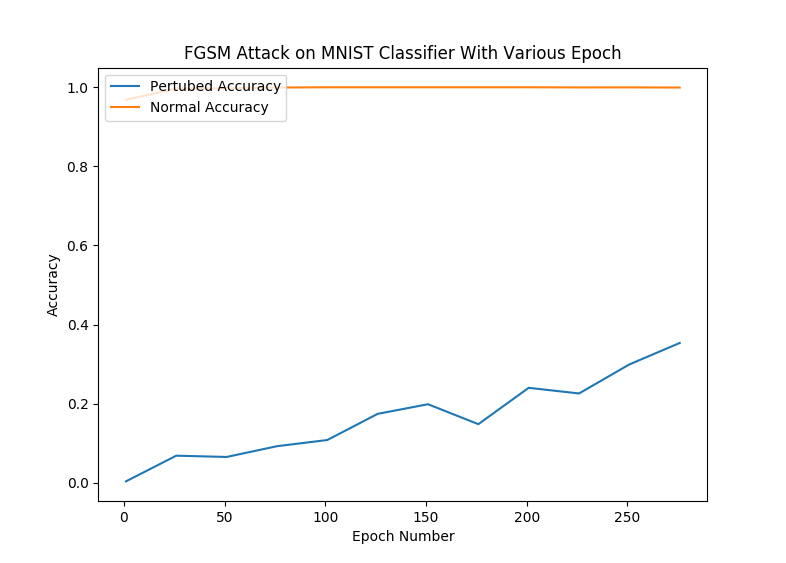 FGSM Attack on MNIST Classifier With Various Epoch
Pertubed Accuracy
Normal Accuracy
1.0
0.8
0.6
0.4
0.2
0.0
Accuracy
0 50 100 150 200 250
Epoch Number